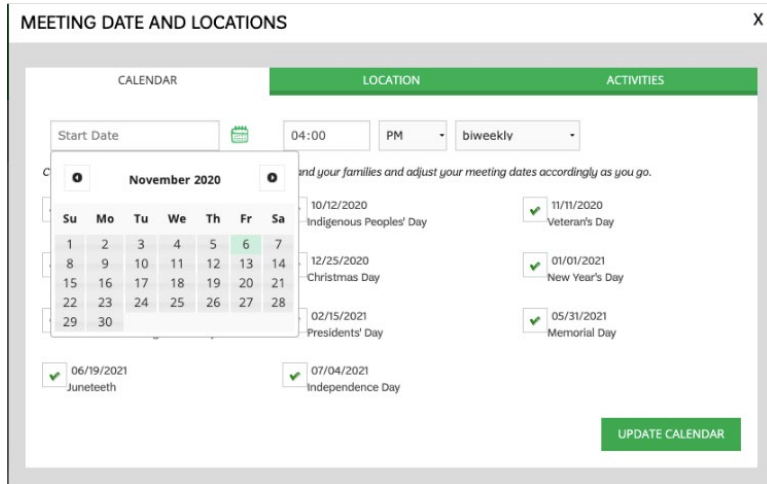 MEETING DATE AND LOCATIONS
X
CALENDAR
LOCATION
ACTIVITIES
Start Date
04:00
PM
biweekly
and your families and adjust your meeting dates accordingly as you go.
November 2020
Su Mo Tu We Th Fr Sa
1 2 3 4 5 6 7
8 9 10 11 12 13 14
15 16 17 18 19 20 21
22 23 24 25 26 27 28
29 30
10/12/2020
Indigenous Peoples' Day
11/11/2020
Veteran's Day
12/25/2020
Christmas Day
01/01/2021
New Year's Day
02/15/2021
Presidents' Day
05/31/2021
Memorial Day
06/19/2021
Juneteeth
07/04/2021
Independence Day
UPDATE CALENDAR